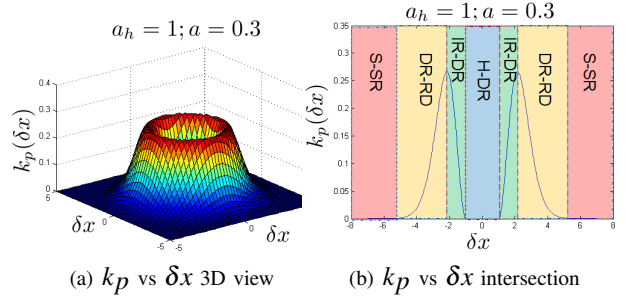 a_h = 1; a = 0.3
k_p(δx)
0.4
0.3
0.2
0.1
0
5
0
-5
δx
5
0
-5
δx
(a) k_p vs δx 3D view
a_h = 1; a = 0.3
k_p(δx)
0.35
0.3
0.25
0.2
0.15
0.1
0.05
0
S-SR
DR-RD
IR-DR
H-DR
IR-DR
DR-RD
S-SR
-8 -6 -4 -2 0 2 4 6 8
δx
(b) k_p vs δx intersection